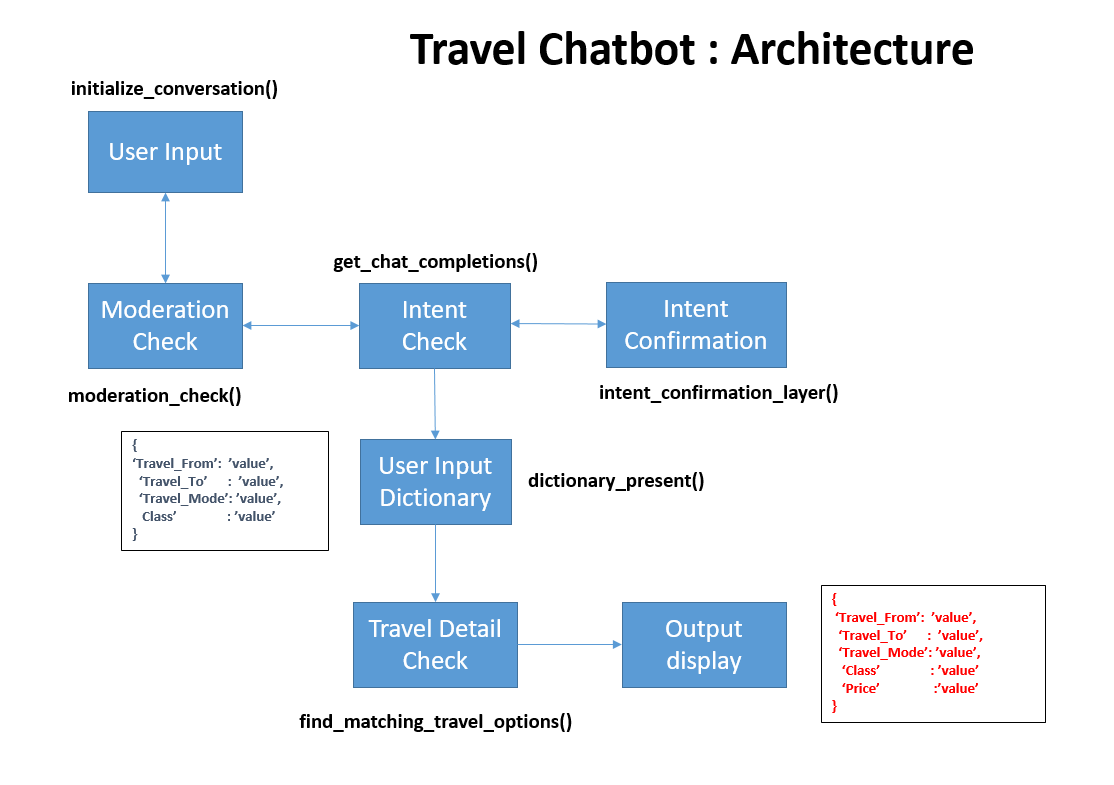 Travel Chatbot : Architecture
initialize_conversation()
User Input
get_chat_completions()
Moderation
Check
Intent
Check
Intent
Confirmation
moderation_check()
intent_confirmation_layer()
{
‘Travel_From’: ’value’,
‘Travel_To’ : ’value’,
‘Travel_Mode’: ’value’,
Class’ : ’value’
}
User Input
Dictionary
dictionary_present()
Travel Detail
Check
Output
display
{
‘Travel_From’: ’value’,
‘Travel_To’ : ’value’,
‘Travel_Mode’: ’value’,
‘Class’ : ’value’
‘Price’ :’value’
}
find_matching_travel_options()